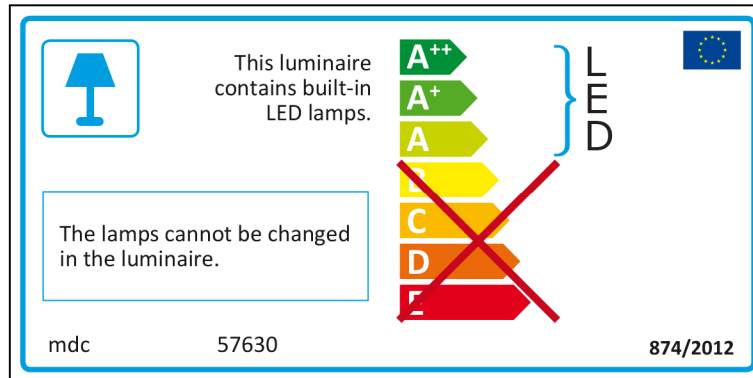 This luminaire
contains built-in
LED lamps.
A++
A+
A
B
C
D
E
L
E
D
The lamps cannot be changed
in the luminaire.
mdc 57630
874/2012